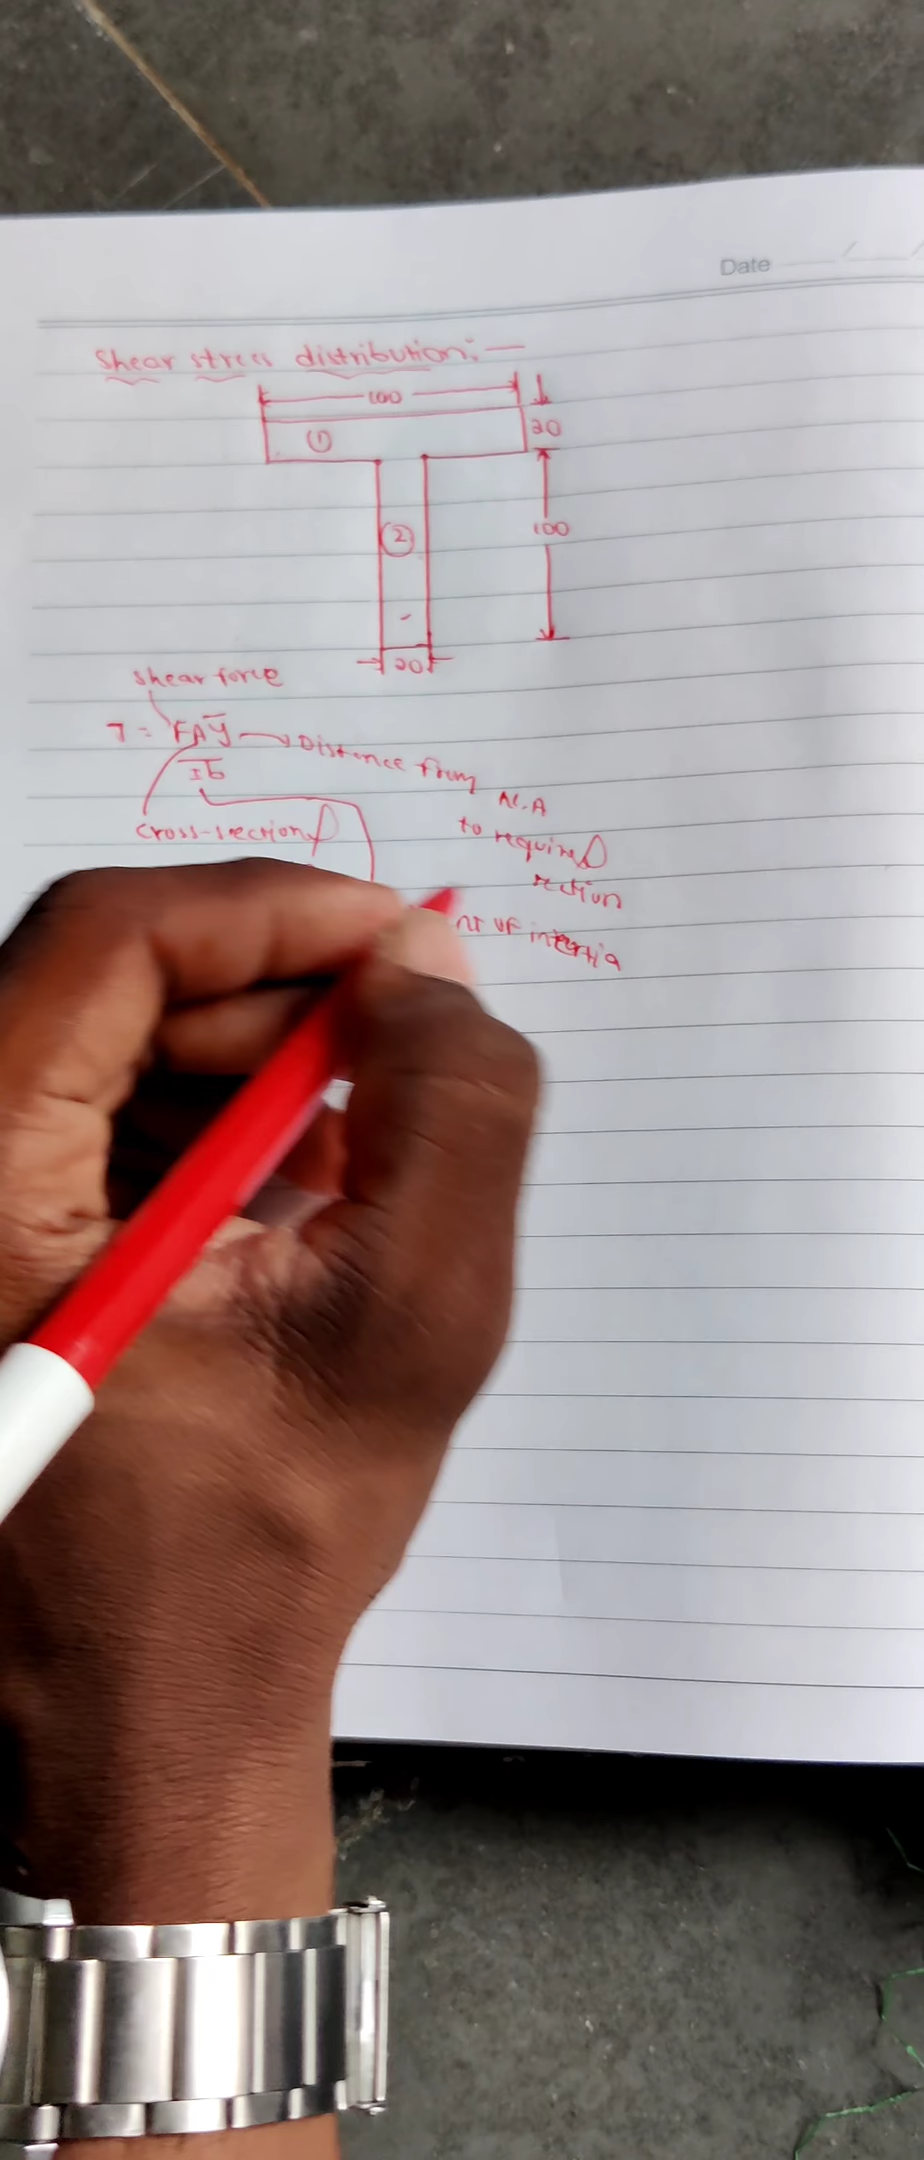 Date
Shear stress distribution:—
100
①
20
②
100
20
shear force
τ = FAȳ
Distance from
Ib
N.A
cross-sectional
to required
section
nt of inertia